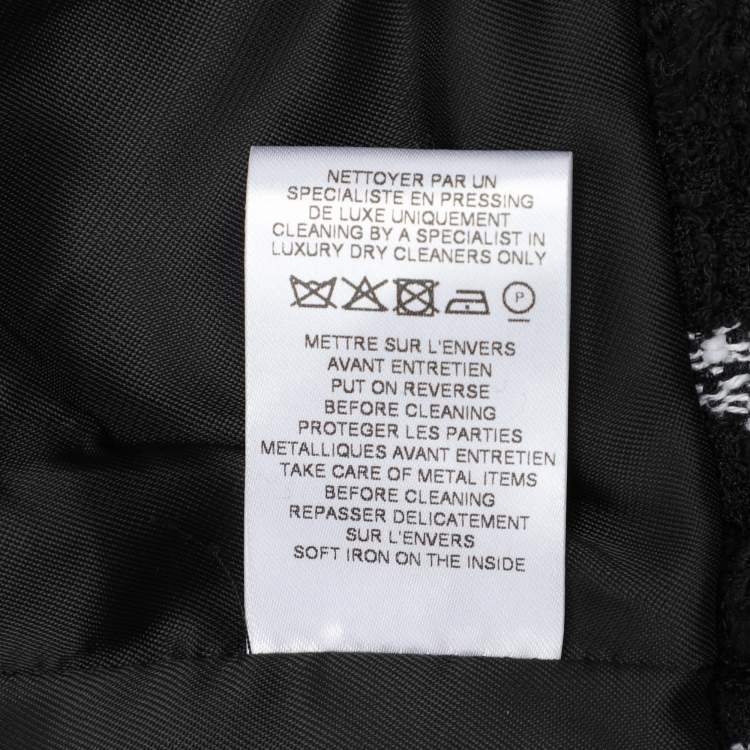 NETTOYER PAR UN
SPECIALISTE EN PRESSING
DE LUXE UNIQUEMENT
CLEANING BY A SPECIALIST IN
LUXURY DRY CLEANERS ONLY
P
METTRE SUR L'ENVERS
AVANT ENTRETIEN
PUT ON REVERSE
BEFORE CLEANING
PROTEGER LES PARTIES
METALLIQUES AVANT ENTRETIEN
TAKE CARE OF METAL ITEMS
BEFORE CLEANING
REPASSER DELICATEMENT
SUR L'ENVERS
SOFT IRON ON THE INSIDE